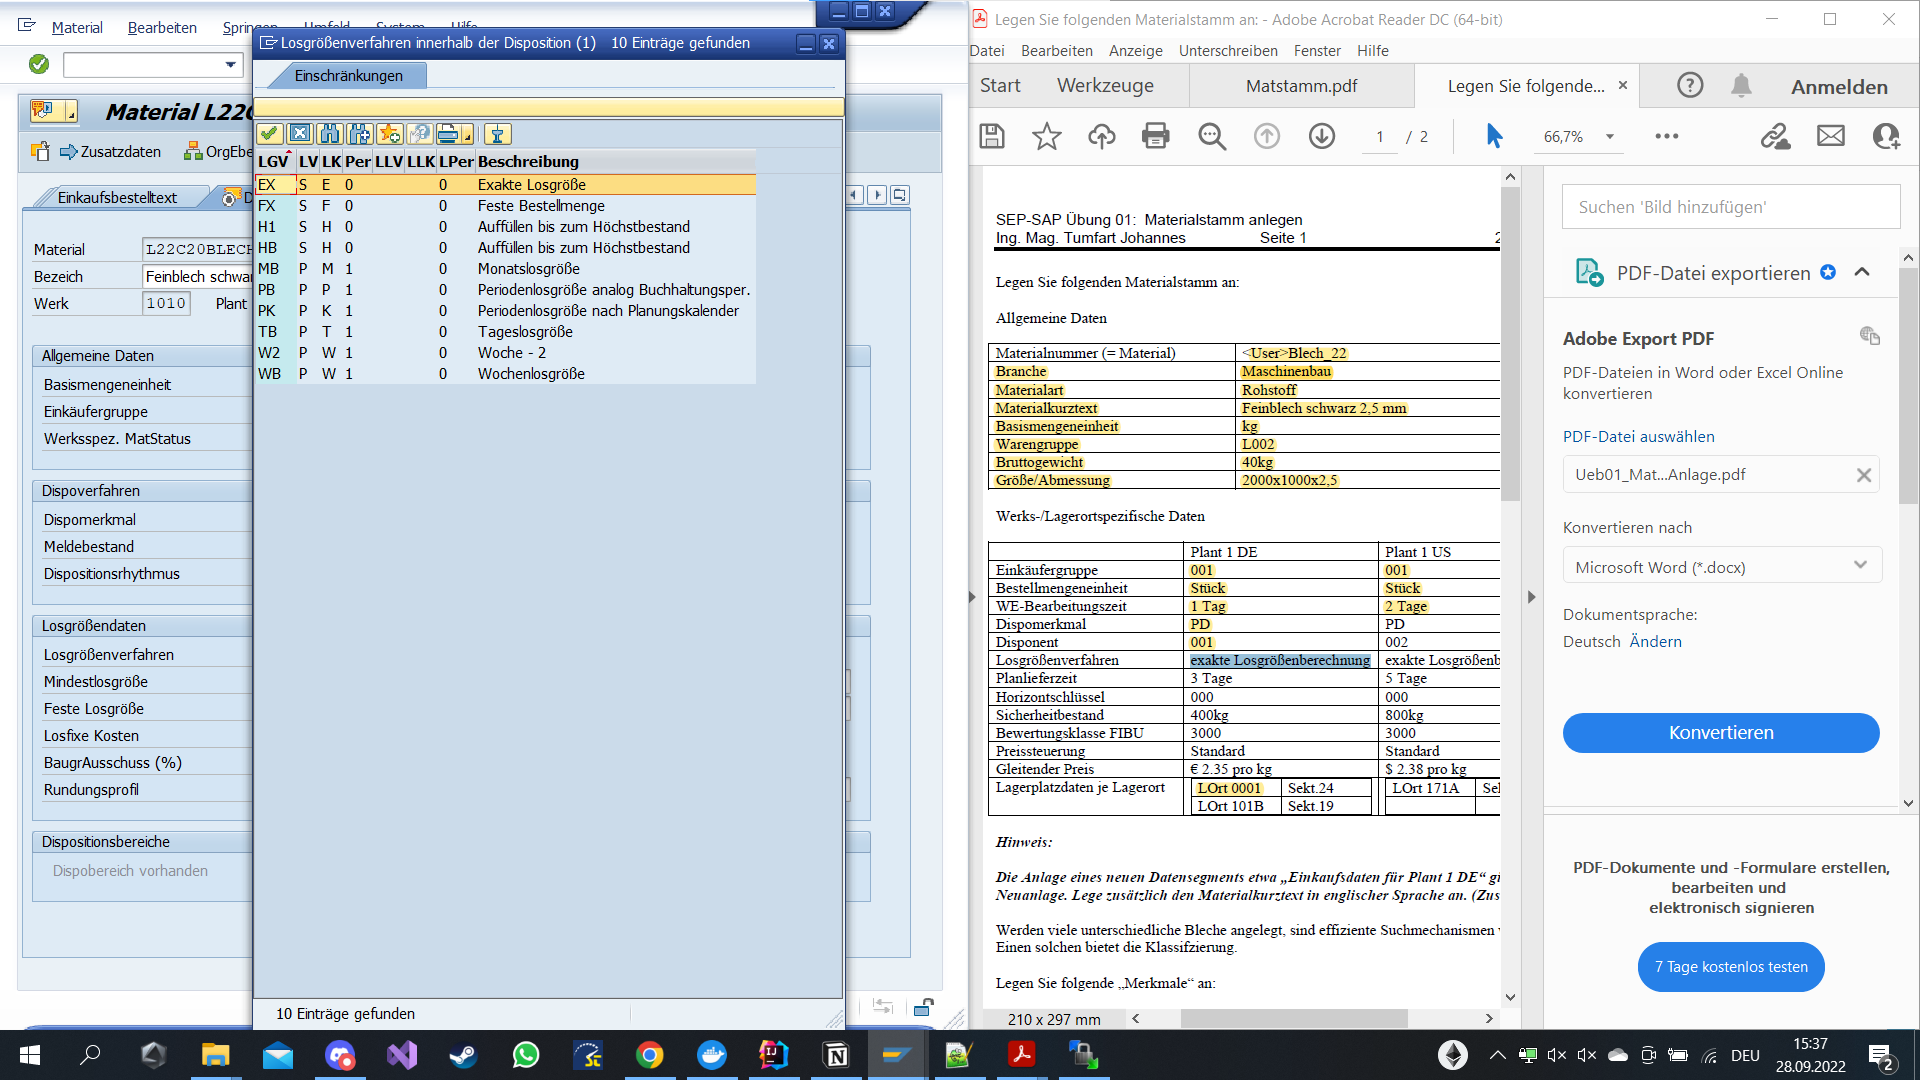 Material Bearbeiten Springen Umfeld System Hilfe
Material L22C
Zusatzdaten OrgEbe
Einkaufsbestelltext D
Material L22C20BLECH
Bezeich Feinblech schwar
Werk 1010 Plant
Allgemeine Daten
Basismengeneinheit
Einkäufergruppe
Werksspez. MatStatus
Dispoverfahren
Dispomerkmal
Meldebestand
Dispositionsrhythmus
Losgrößendaten
Losgrößenverfahren
Mindestlosgröße
Feste Losgröße
Losfixe Kosten
BaugrAusschuss (%)
Rundungsprofil
Dispositionsbereiche
Dispobereich vorhanden
Losgrößenverfahren innerhalb der Disposition (1) 10 Einträge gefunden
Einschränkungen
LGV LV LK Per LLV LLK LPer Beschreibung
EX S E 0 0 Exakte Losgröße
FX S F 0 0 Feste Bestellmenge
H1 S H 0 0 Auffüllen bis zum Höchstbestand
HB S H 0 0 Auffüllen bis zum Höchstbestand
MB P M 1 0 Monatslosgröße
PB P P 1 0 Periodenlosgröße analog Buchhaltungsper.
PK P K 1 0 Periodenlosgröße nach Planungskalender
TB P T 1 0 Tageslosgröße
W2 P W 1 0 Woche - 2
WB P W 1 0 Wochenlosgröße
10 Einträge gefunden
Legen Sie folgenden Materialstamm an: - Adobe Acrobat Reader DC (64-bit)
Datei Bearbeiten Anzeige Unterschreiben Fenster Hilfe
Start Werkzeuge Matstamm.pdf Legen Sie folgende... Anmelden
1 / 2 66,7%
SEP-SAP Übung 01: Materialstamm anlegen
Ing. Mag. Tumfart Johannes Seite 1 2
Legen Sie folgenden Materialstamm an:
Allgemeine Daten
Materialnummer (= Material) <User>Blech_22
Branche Maschinenbau
Materialart Rohstoff
Materialkurztext Feinblech schwarz 2,5 mm
Basismengeneinheit kg
Warengruppe L002
Bruttogewicht 40kg
Größe/Abmessung 2000x1000x2,5
Werks-/Lagerortspezifische Daten
Plant 1 DE Plant 1 US
Einkäufergruppe 001 001
Bestellmengeneinheit Stück Stück
WE-Bearbeitungszeit 1 Tag 2 Tage
Dispomerkmal PD PD
Disponent 001 002
Losgrößenverfahren exakte Losgrößenberechnung exakte Losgrößenb
Planlieferzeit 3 Tage 5 Tage
Horizontschlüssel 000 000
Sicherheitbestand 400kg 800kg
Bewertungsklasse FIBU 3000 3000
Preissteuerung Standard Standard
Gleitender Preis € 2.35 pro kg $ 2.38 pro kg
Lagerplatzdaten je Lagerort LOrt 0001 Sekt.24 LOrt 171A Sel
LOrt 101B Sekt.19
Hinweis:
Die Anlage eines neuen Datensegments etwa „Einkaufsdaten für Plant 1 DE“ gi
Neuanlage. Lege zusätzlich den Materialkurztext in englischer Sprache an. (Zus
Werden viele unterschiedliche Bleche angelegt, sind effiziente Suchmechanismen
Einen solchen bietet die Klassifzierung.
Legen Sie folgende „Merkmale“ an:
210 x 297 mm
Suchen 'Bild hinzufügen'
PDF-Datei exportieren
Adobe Export PDF
PDF-Dateien in Word oder Excel Online
konvertieren
PDF-Datei auswählen
Ueb01_Mat...Anlage.pdf
Konvertieren nach
Microsoft Word (*.docx)
Dokumentsprache:
Deutsch Ändern
Konvertieren
PDF-Dokumente und -Formulare erstellen,
bearbeiten und
elektronisch signieren
7 Tage kostenlos testen
DEU 15:37
28.09.2022 2